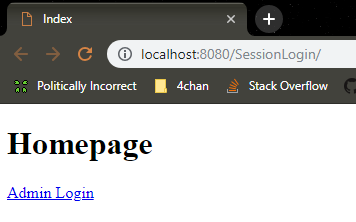 Index
localhost:8080/SessionLogin/
Politically Incorrect 4chan Stack Overflow
Homepage
Admin Login